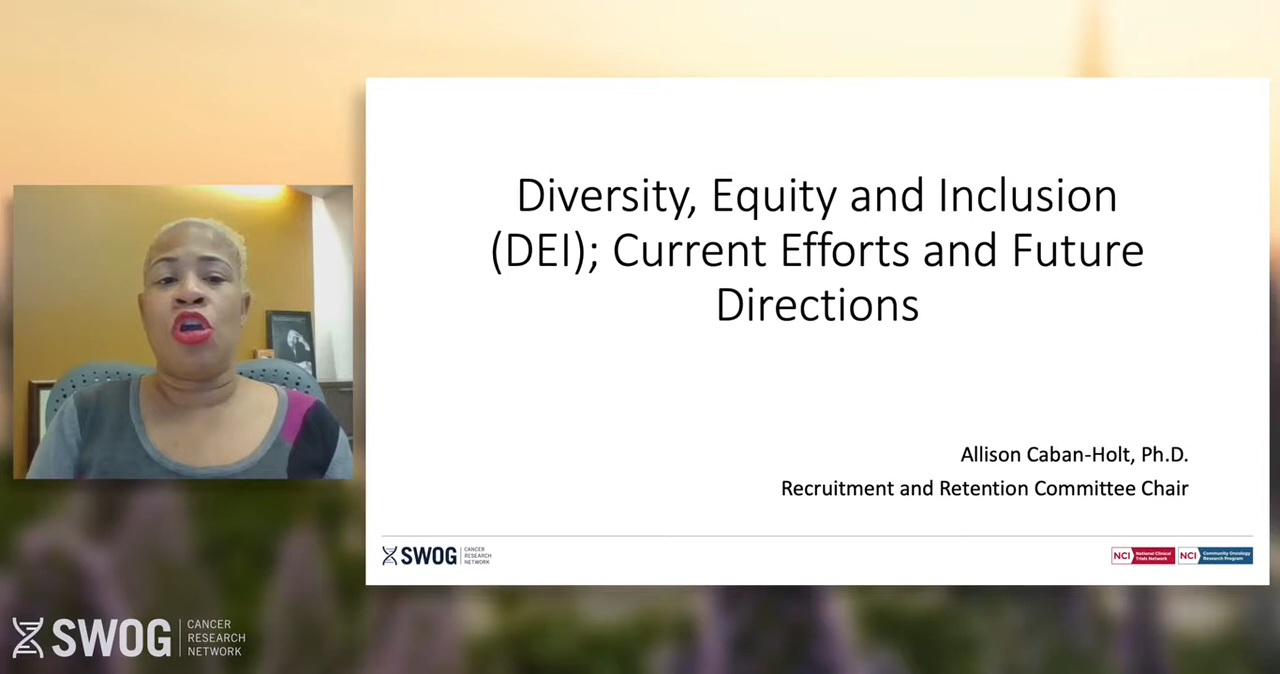 Diversity, Equity and Inclusion
(DEI); Current Efforts and Future
Directions
Allison Caban-Holt, Ph.D.
Recruitment and Retention Committee Chair
SWOG
CANCER
RESEARCH
NETWORK
NCI
National Clinical
Trials Network
NCI
Community Oncology
Research Program
SWOG
CANCER
RESEARCH
NETWORK